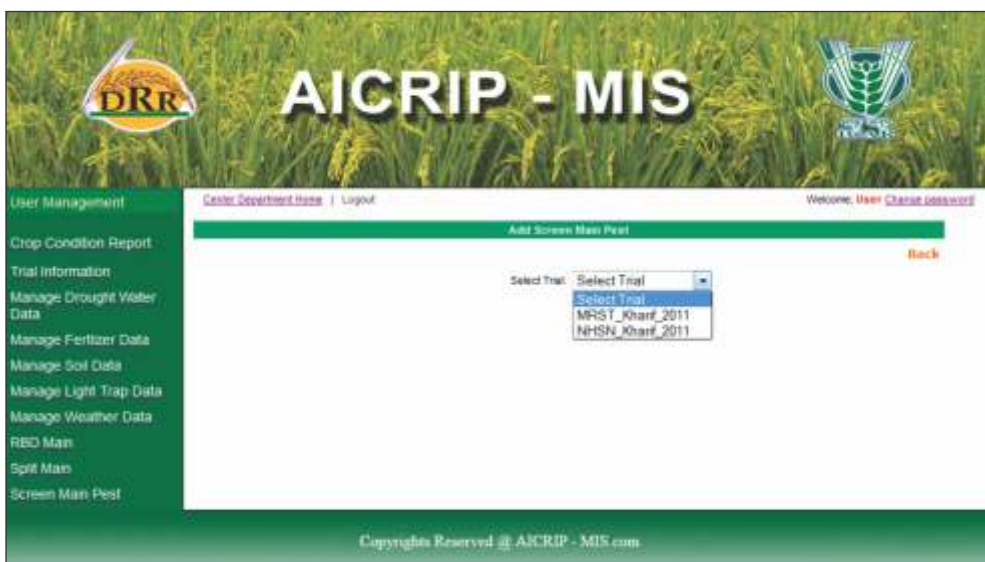 DRR
AICRIP - MIS
User Management
Center Department Home | Logout
Welcome, User Change password
Add Screen Main Pest
Back
Crop Condition Report
Trial Information
Manage Drought Water
Data
Manage Fertlizer Data
Manage Soil Data
Manage Light Trap Data
Manage Weather Data
RBD Main
Split Main
Screen Main Pest
Select Trial: Select Trial
Select Trial
MRST_Kharif_2011
NHSN_Kharif_2011
Copyrights Reserved @ AICRIP - MIS.com